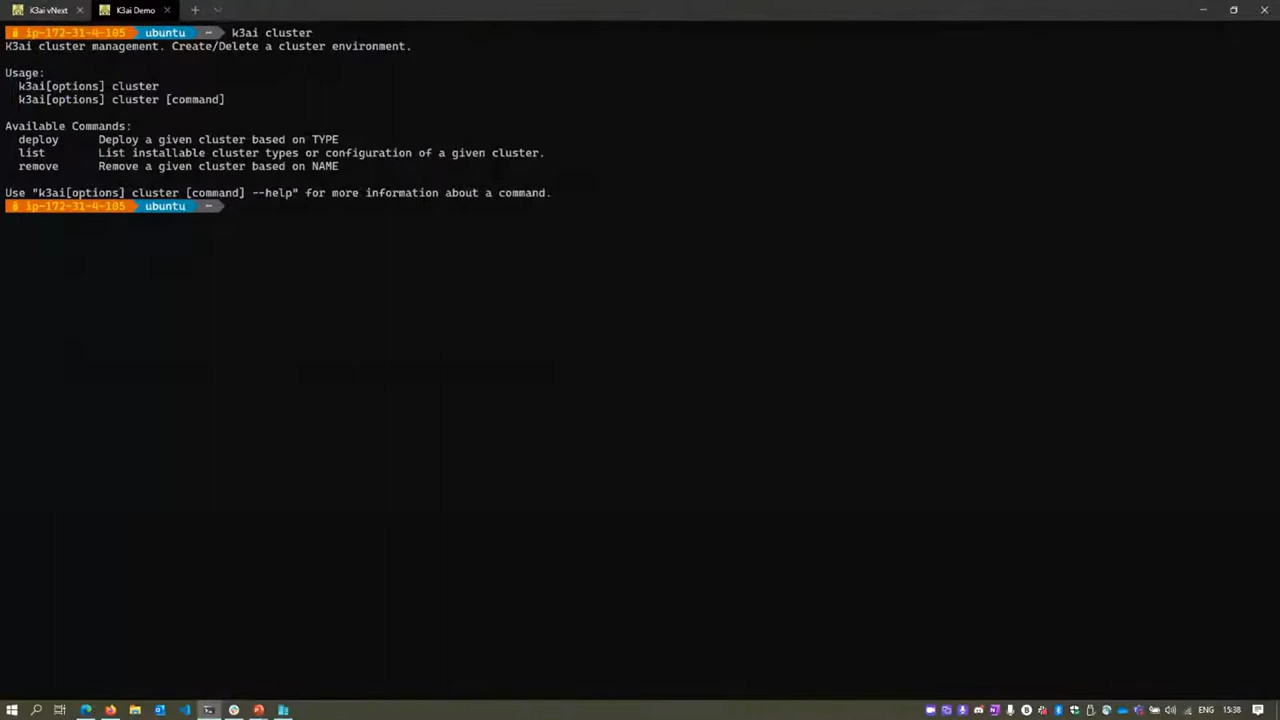 K3ai vNext
K3ai Demo
ip-172-31-4-105 ubuntu ~ k3ai cluster
K3ai cluster management. Create/Delete a cluster environment.
Usage:
k3ai[options] cluster
k3ai[options] cluster [command]
Available Commands:
deploy Deploy a given cluster based on TYPE
list List installable cluster types or configuration of a given cluster.
remove Remove a given cluster based on NAME
Use "k3ai[options] cluster [command] --help" for more information about a command.
ip-172-31-4-105 ubuntu ~
ENG 15:38